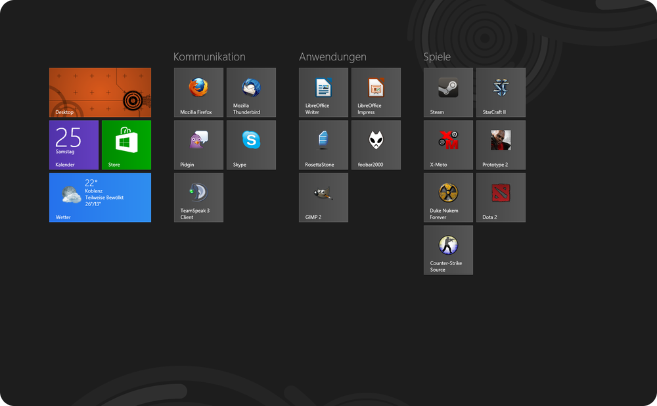 Kommunikation
Anwendungen
Spiele
Desktop
25
Samstag
Kalender
Store
22°
Koblenz
Teilweise Bewölkt
26°/13°
Wetter
Mozilla Firefox
Mozilla
Thunderbird
Pidgin
Skype
TeamSpeak 3
Client
LibreOffice
Writer
LibreOffice
Impress
RosettaStone
foobar2000
GIMP 2
Steam
StarCraft II
X-Moto
Prototype 2
Duke Nukem
Forever
Dota 2
Counter-Strike
Source